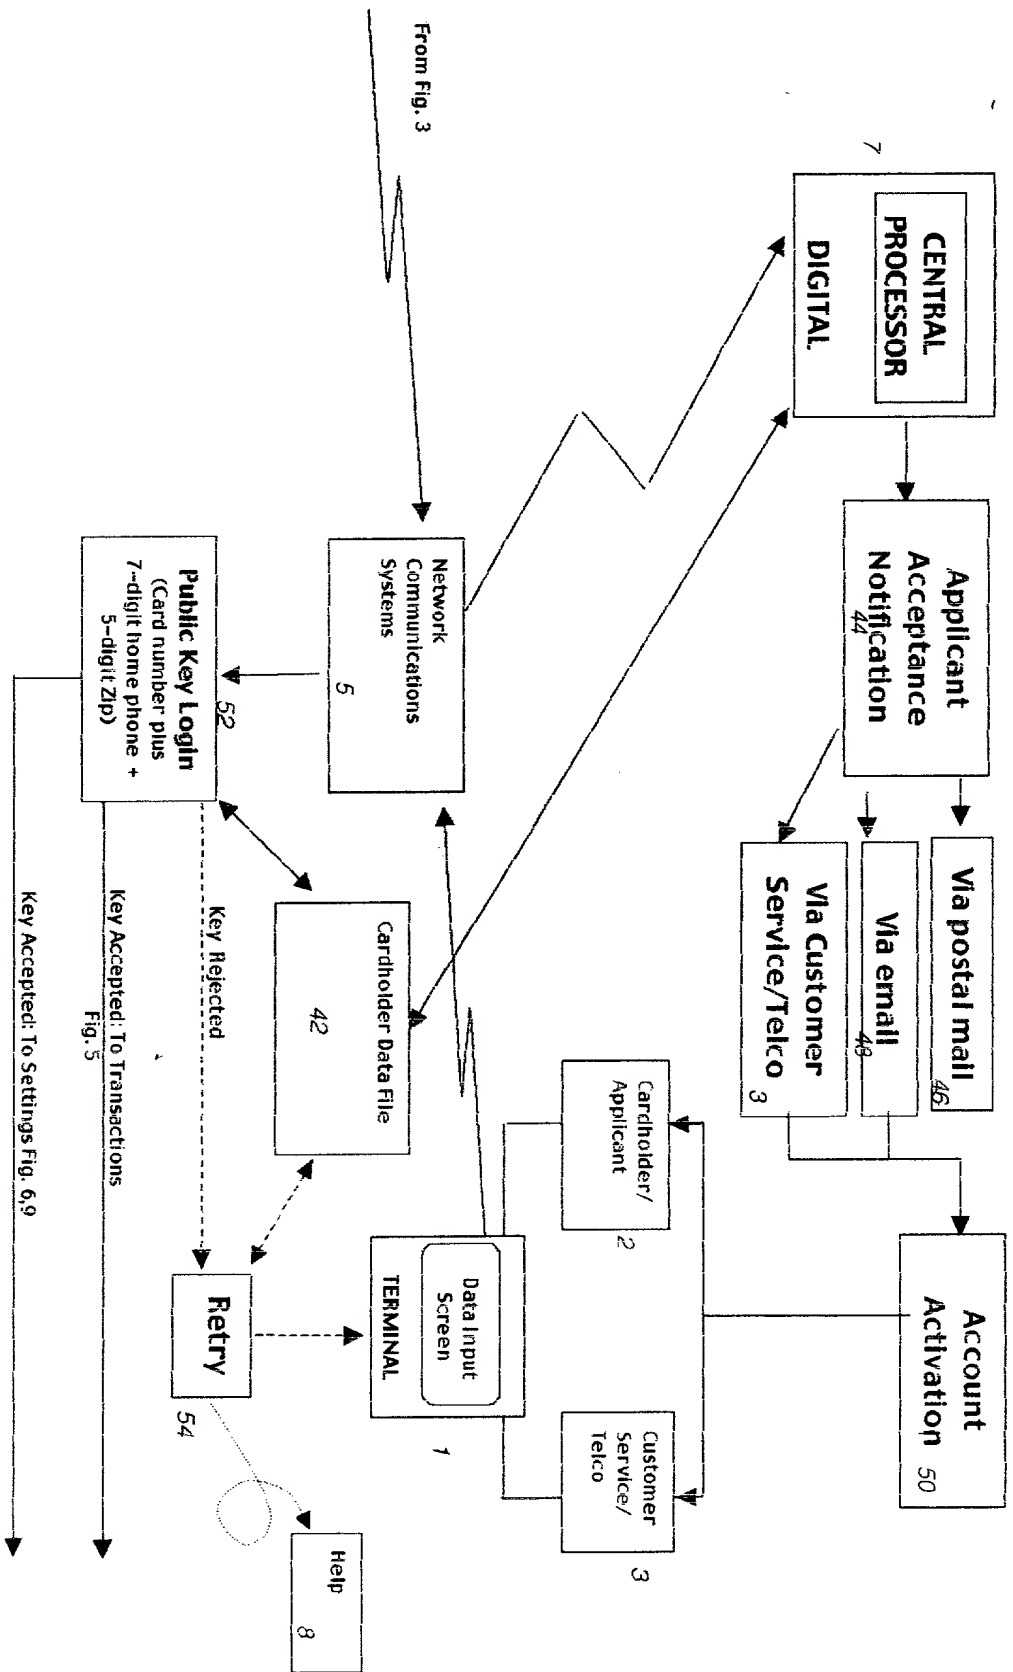 7
CENTRAL
PROCESSOR
DIGITAL
Applicant
Acceptance
Notification
44
Via postal mail
46
Via email
48
Via Customer
Service/Telco
3
Account
Activation
50
From Fig. 3
Network
Communications
Systems
5
Cardholder/
Applicant
2
Customer
Service/
Telco
3
Data Input
Screen
TERMINAL
1
Cardholder Data File
42
Public Key Login
(Card number plus
7-digit home phone +
5-digit Zip)
52
Key Rejected
Retry
54
Help
8
Key Accepted: To Transactions
Fig. 5
Key Accepted: To Settings Fig. 6,9